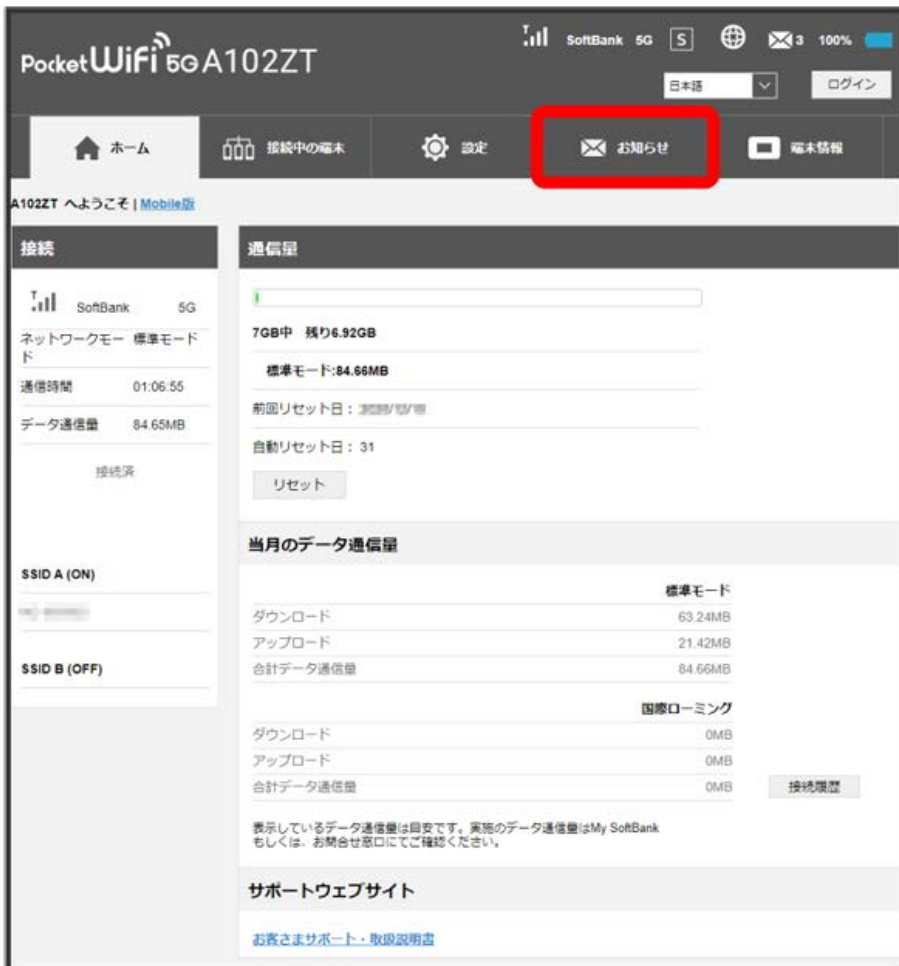 PocketWiFi 5G A102ZT
SoftBank 5G S 3 100%
日本語 ログイン
ホーム 接続中の端末 設定 お知らせ 端末情報
A102ZT へようこそ | Mobile版
接続
SoftBank 5G
ネットワークモー 標準モード
ド
通信時間 01:06:55
データ通信量 84.65MB
接続済
SSID A (ON)
SSID B (OFF)
通信量
7GB中 残り6.92GB
標準モード:84.66MB
前回リセット日：
自動リセット日： 31
リセット
当月のデータ通信量
標準モード
ダウンロード 63.24MB
アップロード 21.42MB
合計データ通信量 84.66MB
国際ローミング
ダウンロード 0MB
アップロード 0MB
合計データ通信量 0MB 接続履歴
表示しているデータ通信量は目安です。実施のデータ通信量はMy SoftBank
もしくは、お問合せ窓口にてご確認ください。
サポートウェブサイト
お客さまサポート・取扱説明書